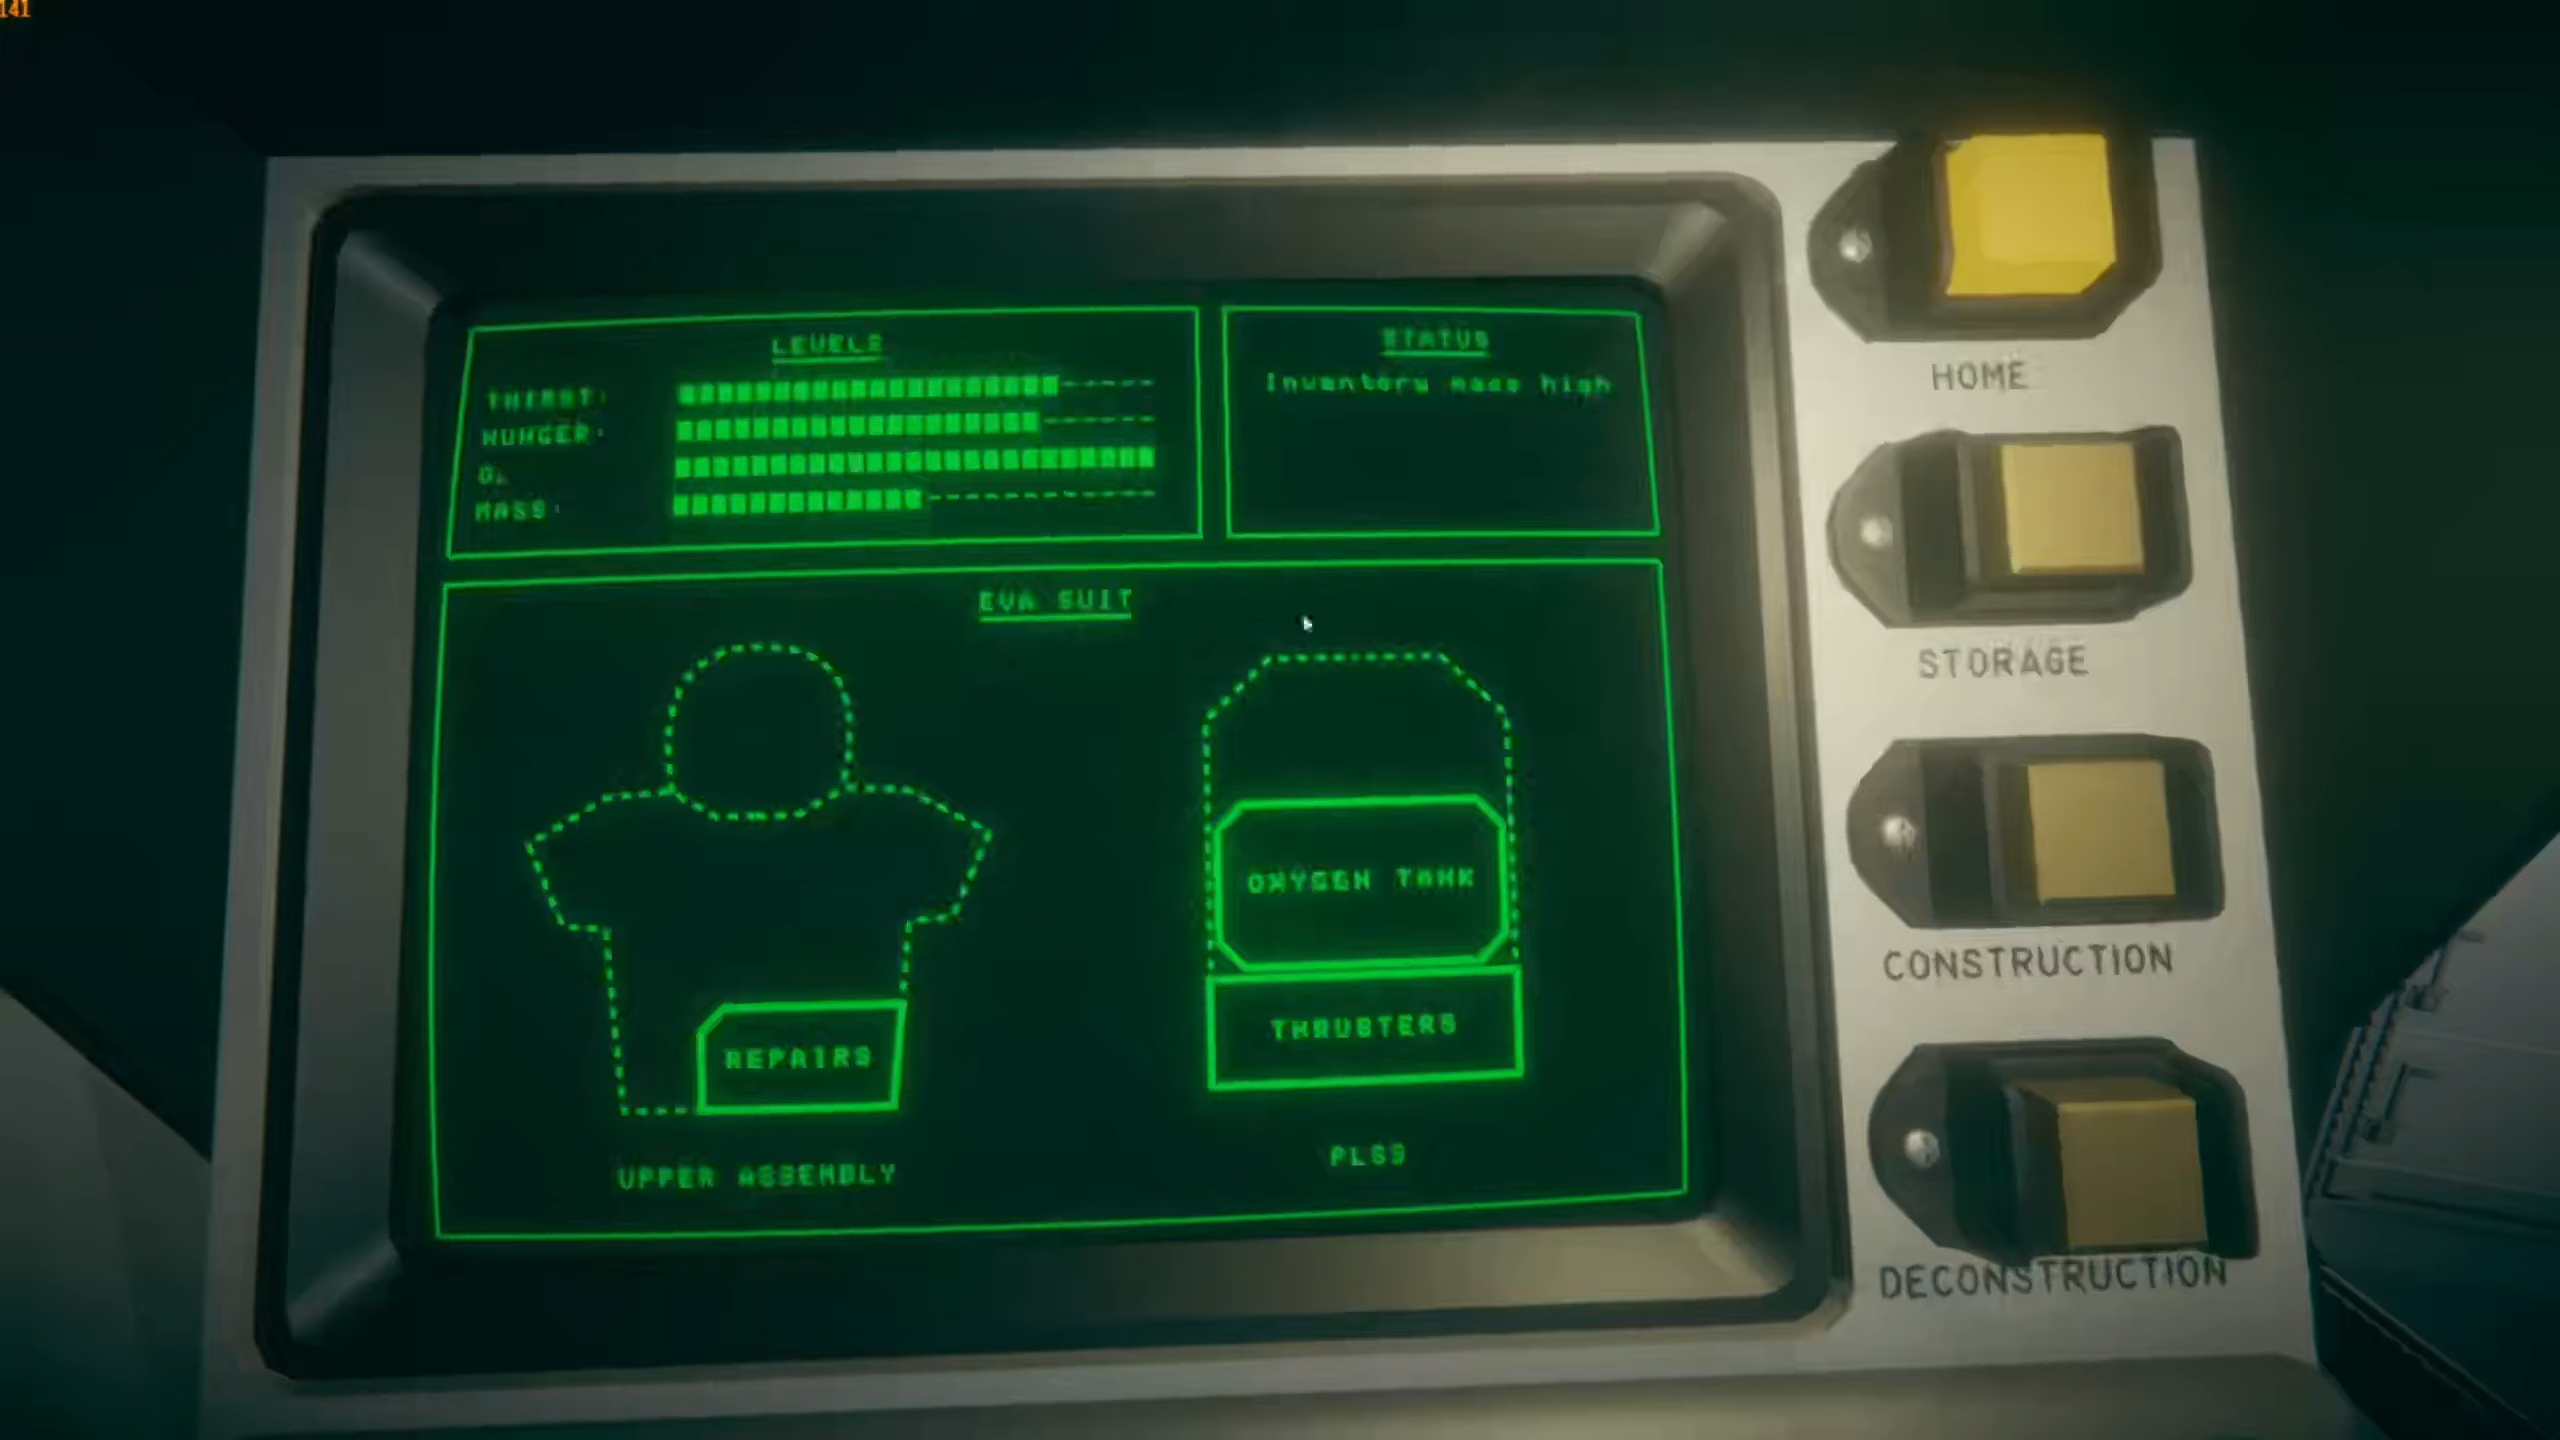 141
LEVELS
THIRST:
HUNGER:
O₂
MASS:
STATUS
Inventory mass high
EVA SUIT
OXYGEN TANK
THRUSTERS
REPAIRS
UPPER ASSEMBLY
PLSS
HOME
STORAGE
CONSTRUCTION
DECONSTRUCTION